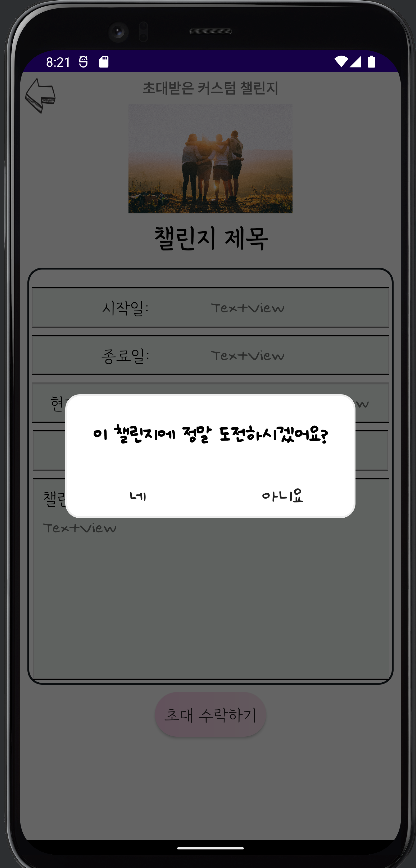 8:21
초대받은 커스텀 챌린지
챌린지 제목
시작일: TextView
종료일: TextView
이 챌린지에 정말 도전하시겠어요?
네 아니요
TextView
초대 수락하기